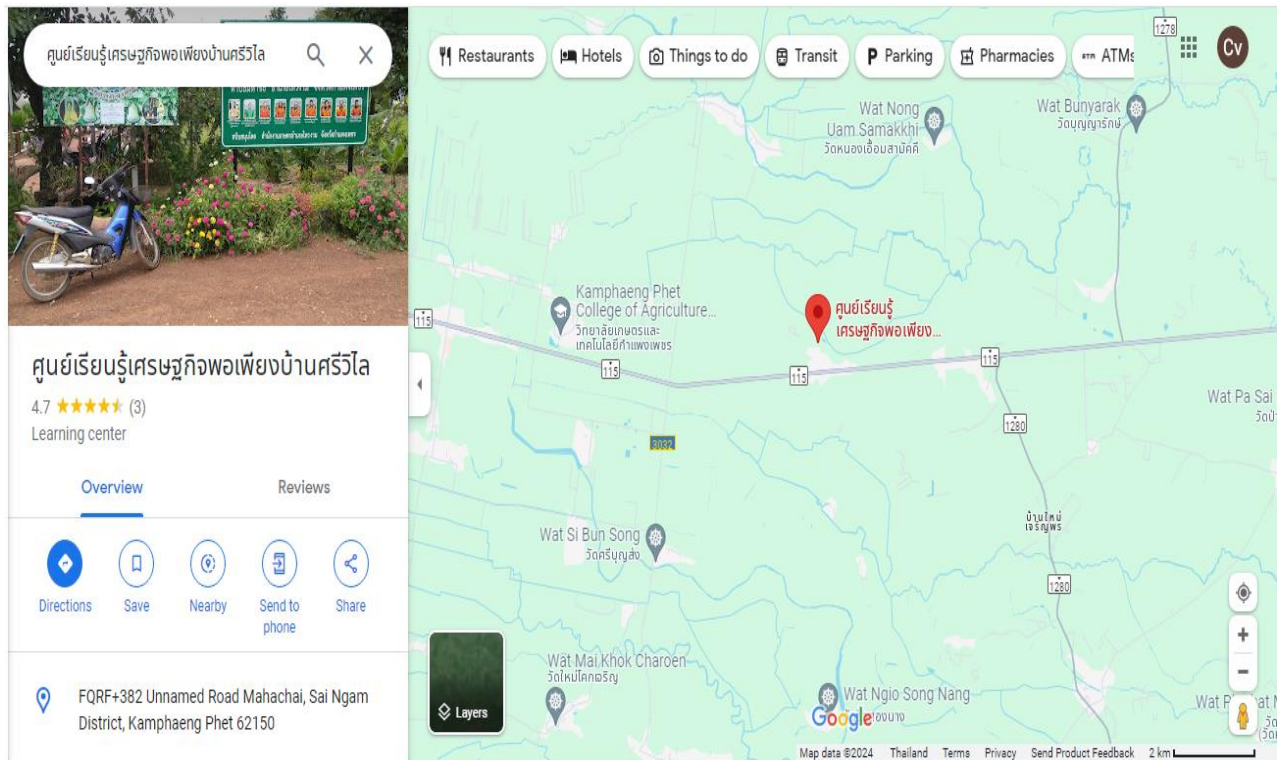 ศูนย์เรียนรู้เศรษฐกิจพอเพียงบ้านศรีวิไล
ศูนย์เรียนรู้เศรษฐกิจพอเพียงบ้านศรีวิไล
4.7 (3)
Learning center
Overview
Reviews
Directions
Save
Nearby
Send to
phone
Share
FQRF+382 Unnamed Road Mahachai, Sai Ngam
District, Kamphaeng Phet 62150
Restaurants
Hotels
Things to do
Transit
P Parking
Pharmacies
ATMs
1278
Cv
Wat Nong
Uam Samakkhi
วัดหนองเอื้อมสามัคคี
Wat Bunyarak
วัดบุญญารักษ์
Kamphaeng Phet
College of Agriculture...
วิทยาลัยเกษตรและ
เทคโนโลยีกำแพงเพชร
ศูนย์เรียนรู้
เศรษฐกิจพอเพียง...
115
115
115
115
Wat Pa Sai
1280
3032
บ้านใหม่
เจริญพร
Wat Si Bun Song
วัดศรีบุญส่ง
1280
Wat Mai Khok Charoen
วัดใหม่โคกเจริญ
Wat Ngio Song Nang
Layers
Google
Map data ©2024 Thailand Terms Privacy Send Product Feedback 2 km